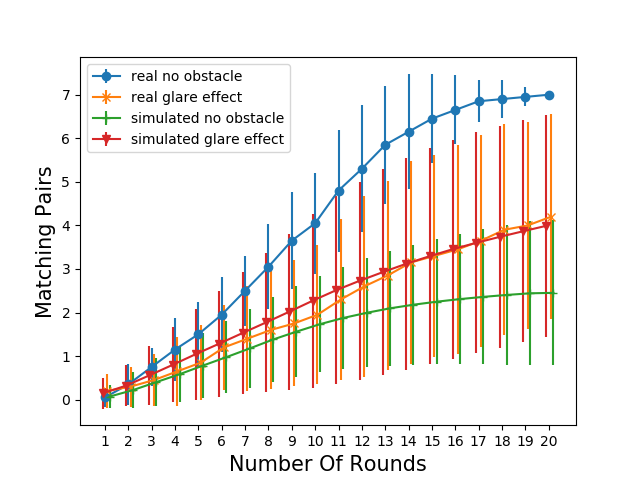 real no obstacle
real glare effect
simulated no obstacle
simulated glare effect
7
6
5
4
3
2
1
0
Matching Pairs
1 2 3 4 5 6 7 8 9 10 11 12 13 14 15 16 17 18 19 20
Number Of Rounds